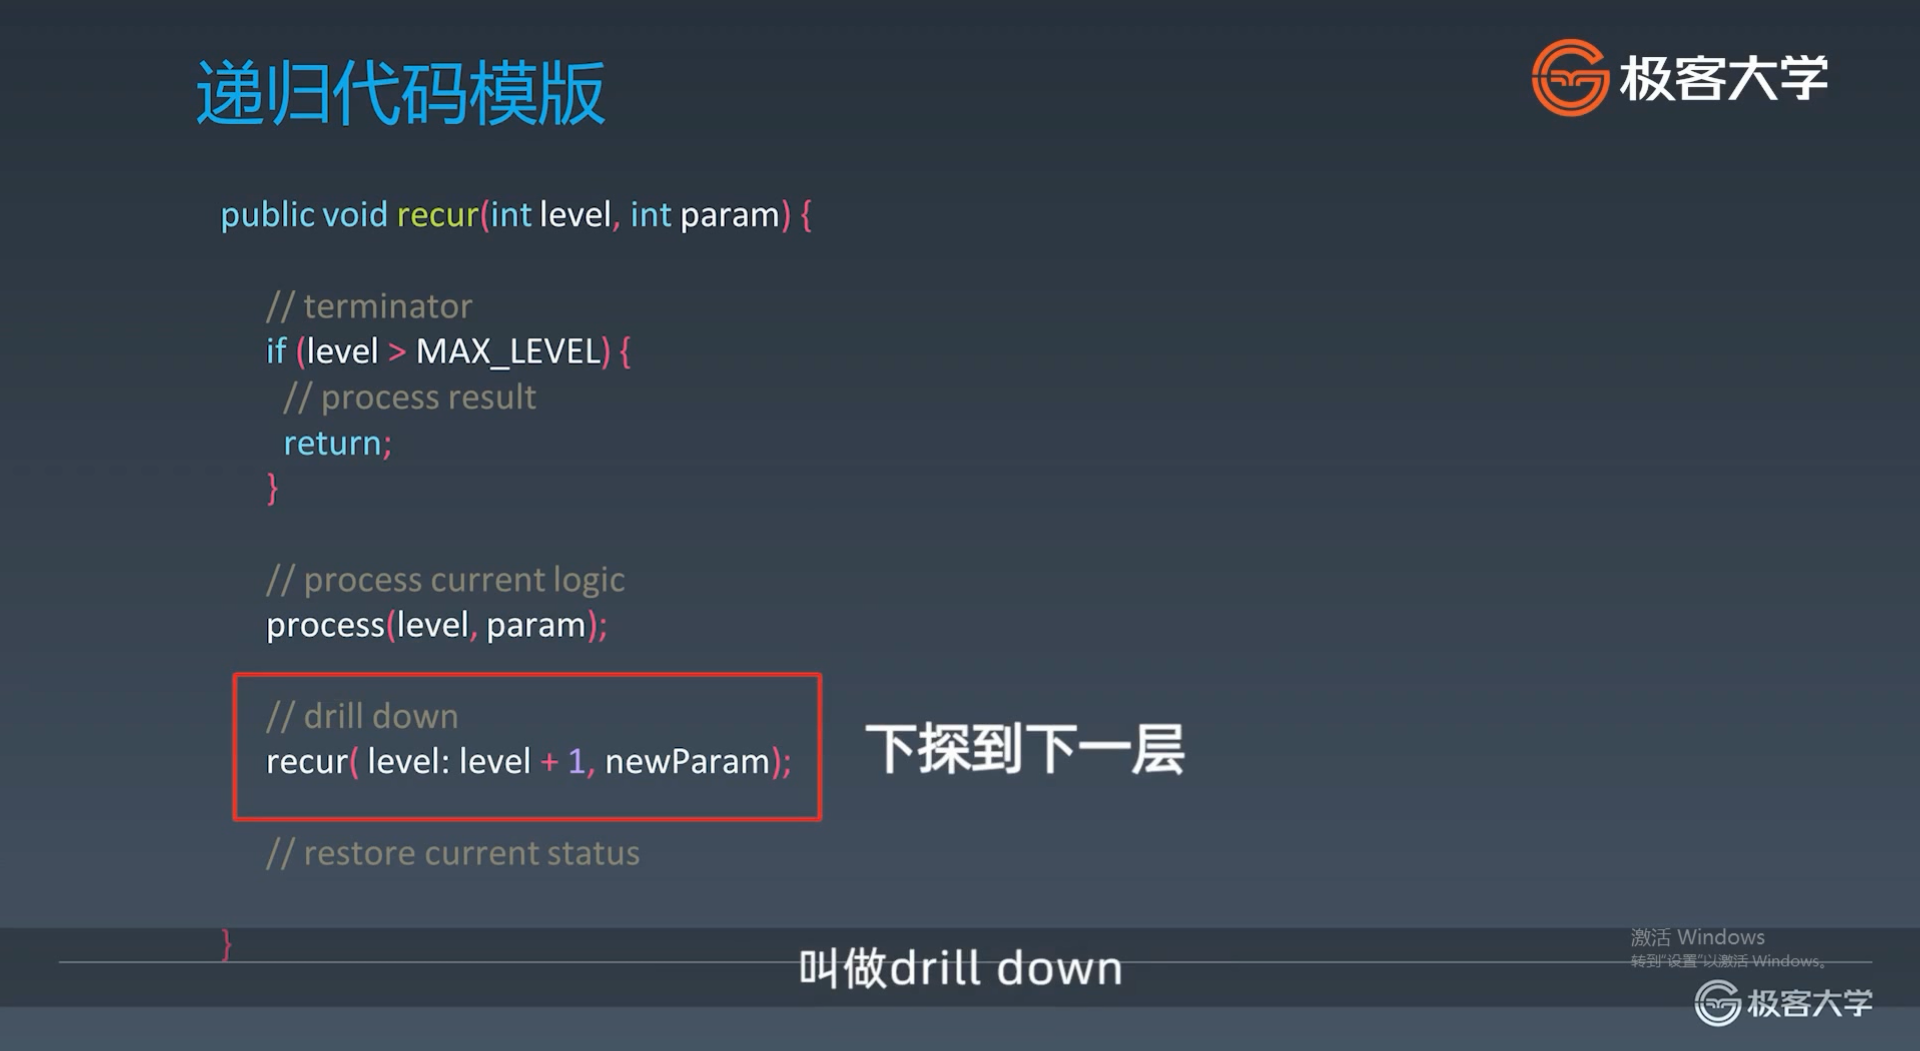 递归代码模版
极客大学
public void recur(int level, int param) {
// terminator
if (level > MAX_LEVEL) {
// process result
return;
}
// process current logic
process(level, param);
// drill down
recur( level: level + 1, newParam);
下探到下一层
// restore current status
}
叫做drill down
激活 Windows
转到"设置"以激活 Windows。
极客大学